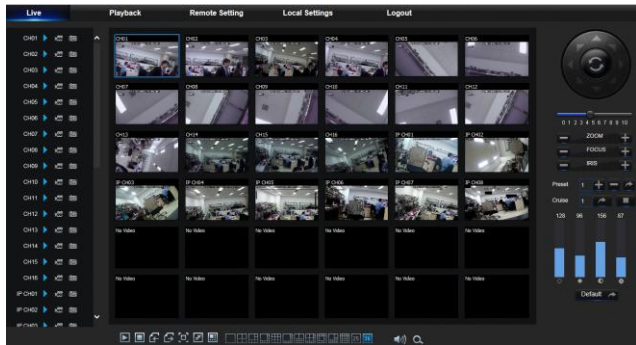 Live Playback Remote Setting Local Settings Logout
CH01
CH02
CH03
CH04
CH05
CH06
CH07
CH08
CH09
CH10
CH11
CH12
CH13
CH14
CH15
CH16
IP CH01
IP CH02
IP CH03
CH01 CH02 CH03 CH04 CH05 CH06
CH07 CH08 CH09 CH10 CH11 CH12
CH13 CH14 CH15 CH16 IP CH01 IP CH02
IP CH03 IP CH04 IP CH05 IP CH06 IP CH07 IP CH08
No Video No Video No Video No Video No Video No Video
No Video No Video No Video No Video No Video No Video
0 1 2 3 4 5 6 7 8 9 10
ZOOM
FOCUS
IRIS
Preset 1
Cruise 1
128 96 156 87
Default